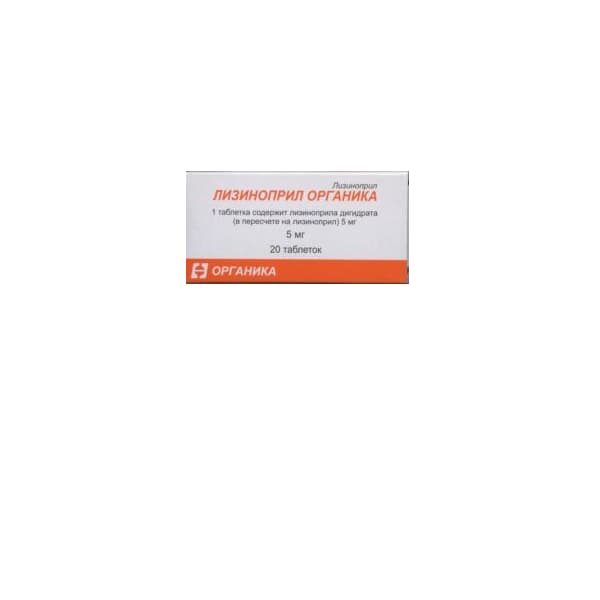 Лизиноприл
ЛИЗИНОПРИЛ ОРГАНИКА
1 таблетка содержит лизиноприла дигидрата
(в пересчете на лизиноприл) 5 мг
5 мг
20 таблеток
ОРГАНИКА